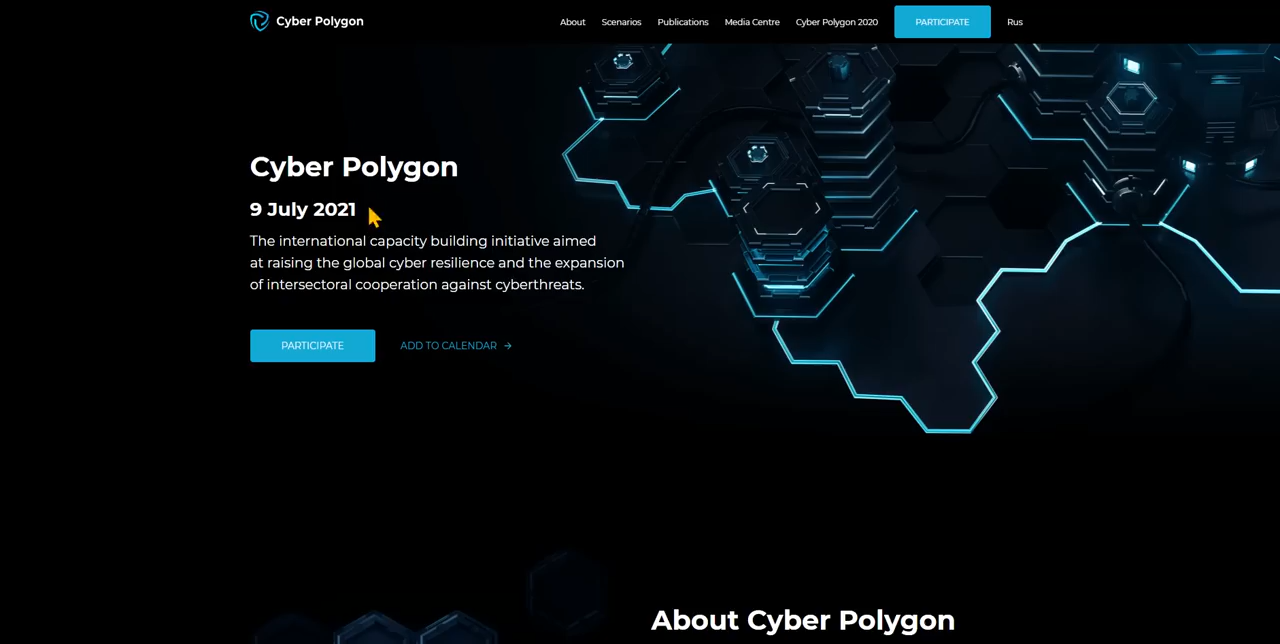 Cyber Polygon
About Scenarios Publications Media Centre Cyber Polygon 2020 PARTICIPATE Rus
Cyber Polygon
9 July 2021
The international capacity building initiative aimed
at raising the global cyber resilience and the expansion
of intersectoral cooperation against cyberthreats.
PARTICIPATE ADD TO CALENDAR →
About Cyber Polygon